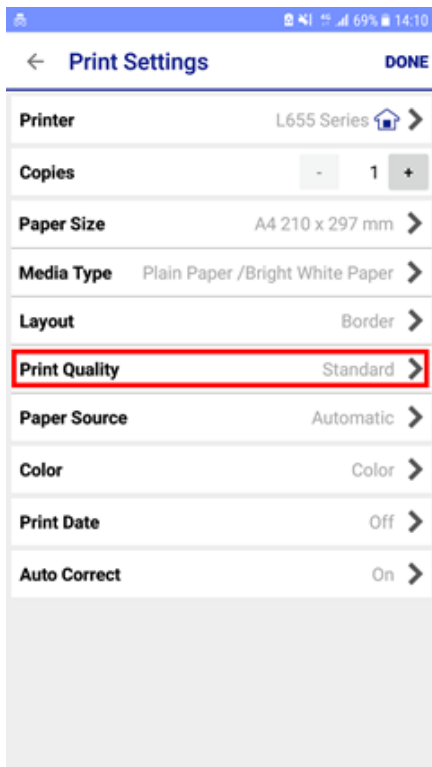 69% 14:10
Print Settings DONE
Printer L655 Series
Copies - 1 +
Paper Size A4 210 x 297 mm
Media Type Plain Paper /Bright White Paper
Layout Border
Print Quality Standard
Paper Source Automatic
Color Color
Print Date Off
Auto Correct On